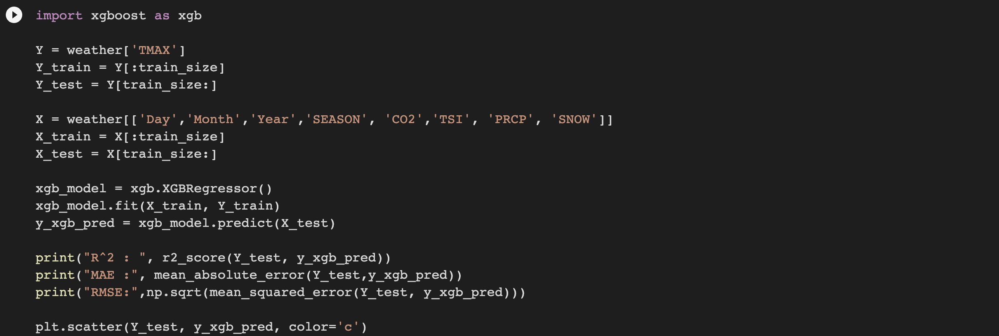 import xgboost as xgb
Y = weather['TMAX']
Y_train = Y[:train_size]
Y_test = Y[train_size:]
X = weather[['Day','Month','Year','SEASON', 'CO2','TSI', 'PRCP', 'SNOW']]
X_train = X[:train_size]
X_test = X[train_size:]
xgb_model = xgb.XGBRegressor()
xgb_model.fit(X_train, Y_train)
y_xgb_pred = xgb_model.predict(X_test)
print("R^2 : ", r2_score(Y_test, y_xgb_pred))
print("MAE :", mean_absolute_error(Y_test,y_xgb_pred))
print("RMSE:",np.sqrt(mean_squared_error(Y_test, y_xgb_pred)))
plt.scatter(Y_test, y_xgb_pred, color='c')